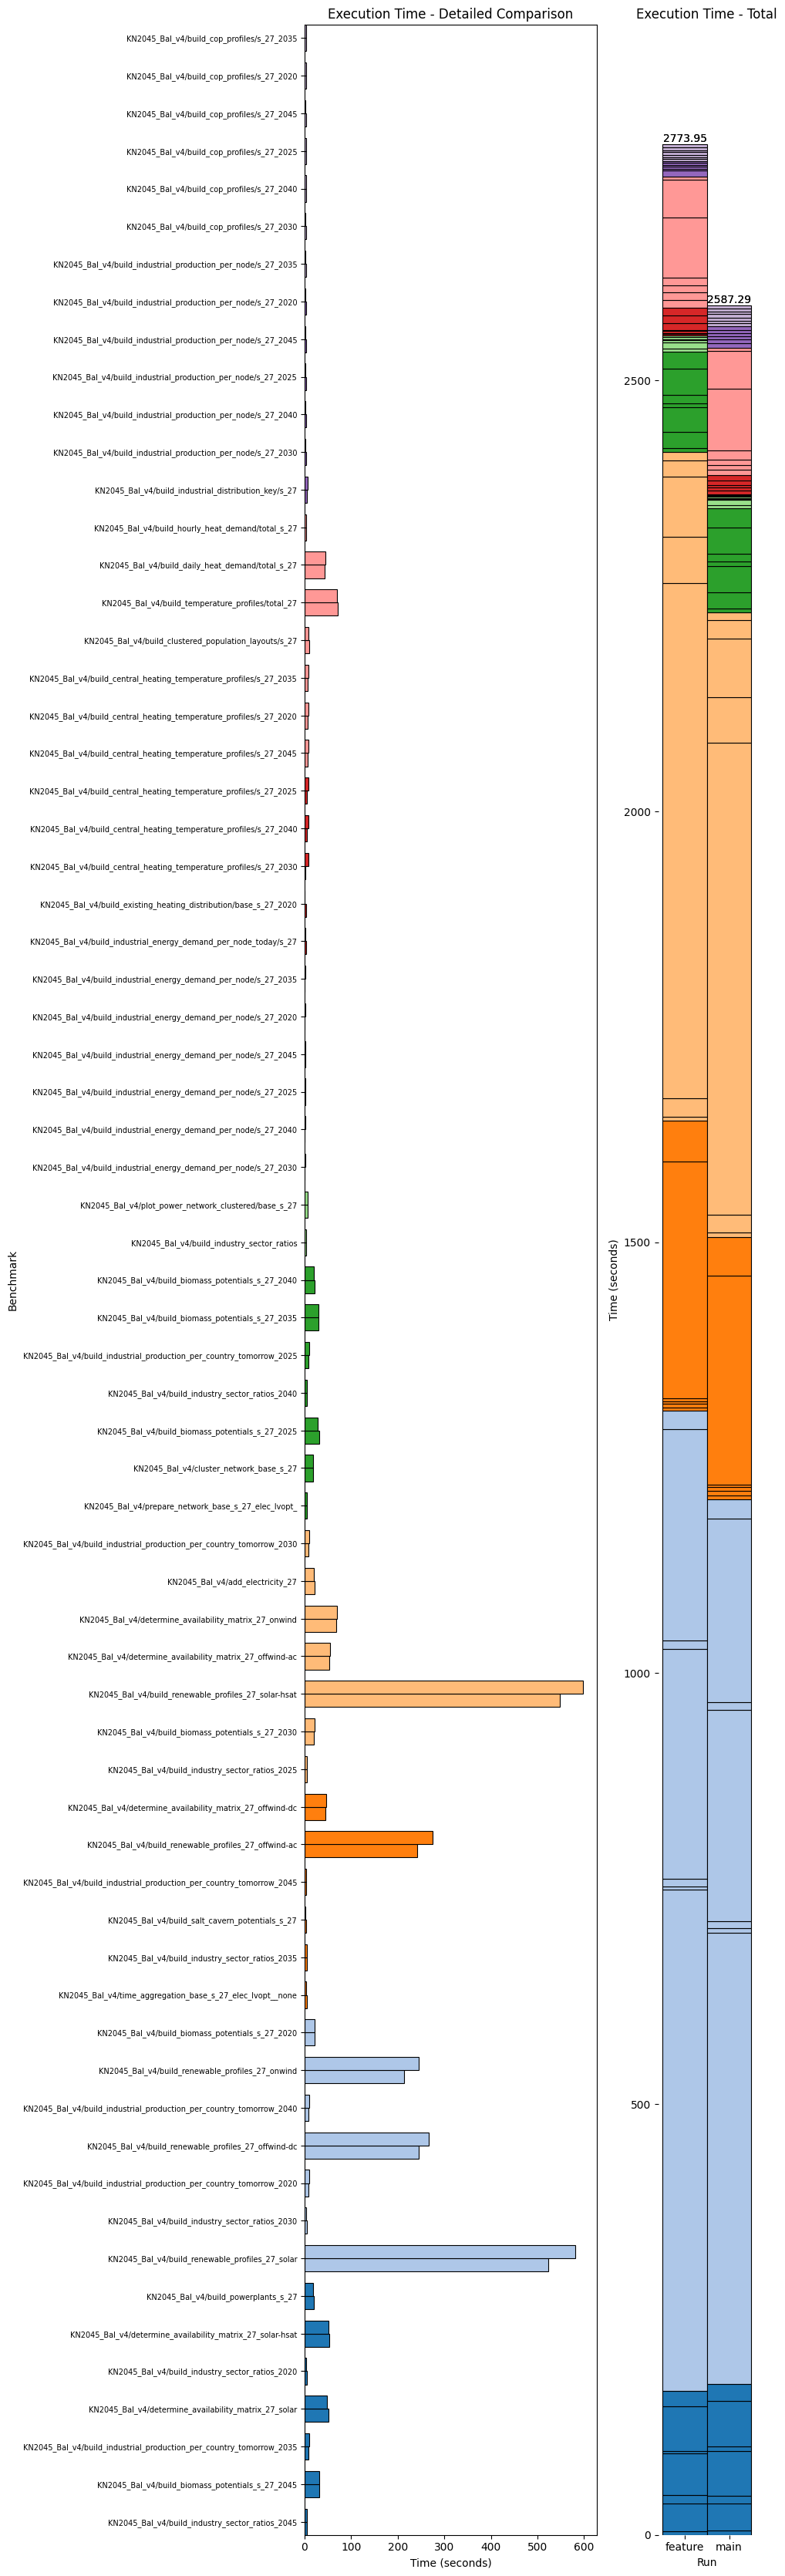 Execution Time - Detailed Comparison
Execution Time - Total
KN2045_Bal_v4/build_cop_profiles/s_27_2035
KN2045_Bal_v4/build_cop_profiles/s_27_2020
KN2045_Bal_v4/build_cop_profiles/s_27_2045
KN2045_Bal_v4/build_cop_profiles/s_27_2025
KN2045_Bal_v4/build_cop_profiles/s_27_2040
KN2045_Bal_v4/build_cop_profiles/s_27_2030
KN2045_Bal_v4/build_industrial_production_per_node/s_27_2035
KN2045_Bal_v4/build_industrial_production_per_node/s_27_2020
KN2045_Bal_v4/build_industrial_production_per_node/s_27_2045
KN2045_Bal_v4/build_industrial_production_per_node/s_27_2025
KN2045_Bal_v4/build_industrial_production_per_node/s_27_2040
KN2045_Bal_v4/build_industrial_production_per_node/s_27_2030
KN2045_Bal_v4/build_industrial_distribution_key/s_27
KN2045_Bal_v4/build_hourly_heat_demand/total_s_27
KN2045_Bal_v4/build_daily_heat_demand/total_s_27
KN2045_Bal_v4/build_temperature_profiles/total_27
KN2045_Bal_v4/build_clustered_population_layouts/s_27
KN2045_Bal_v4/build_central_heating_temperature_profiles/s_27_2035
KN2045_Bal_v4/build_central_heating_temperature_profiles/s_27_2020
KN2045_Bal_v4/build_central_heating_temperature_profiles/s_27_2045
KN2045_Bal_v4/build_central_heating_temperature_profiles/s_27_2025
KN2045_Bal_v4/build_central_heating_temperature_profiles/s_27_2040
KN2045_Bal_v4/build_central_heating_temperature_profiles/s_27_2030
KN2045_Bal_v4/build_existing_heating_distribution/base_s_27_2020
KN2045_Bal_v4/build_industrial_energy_demand_per_node_today/s_27
KN2045_Bal_v4/build_industrial_energy_demand_per_node/s_27_2035
KN2045_Bal_v4/build_industrial_energy_demand_per_node/s_27_2020
KN2045_Bal_v4/build_industrial_energy_demand_per_node/s_27_2045
KN2045_Bal_v4/build_industrial_energy_demand_per_node/s_27_2025
KN2045_Bal_v4/build_industrial_energy_demand_per_node/s_27_2040
KN2045_Bal_v4/build_industrial_energy_demand_per_node/s_27_2030
KN2045_Bal_v4/plot_power_network_clustered/base_s_27
KN2045_Bal_v4/build_industry_sector_ratios
KN2045_Bal_v4/build_biomass_potentials_s_27_2040
KN2045_Bal_v4/build_biomass_potentials_s_27_2035
KN2045_Bal_v4/build_industrial_production_per_country_tomorrow_2025
KN2045_Bal_v4/build_industry_sector_ratios_2040
KN2045_Bal_v4/build_biomass_potentials_s_27_2025
KN2045_Bal_v4/cluster_network_base_s_27
KN2045_Bal_v4/prepare_network_base_s_27_elec_lvopt_
KN2045_Bal_v4/build_industrial_production_per_country_tomorrow_2030
KN2045_Bal_v4/add_electricity_27
KN2045_Bal_v4/determine_availability_matrix_27_onwind
KN2045_Bal_v4/determine_availability_matrix_27_offwind-ac
KN2045_Bal_v4/build_renewable_profiles_27_solar-hsat
KN2045_Bal_v4/build_biomass_potentials_s_27_2030
KN2045_Bal_v4/build_industry_sector_ratios_2025
KN2045_Bal_v4/determine_availability_matrix_27_offwind-dc
KN2045_Bal_v4/build_renewable_profiles_27_offwind-ac
KN2045_Bal_v4/build_industrial_production_per_country_tomorrow_2045
KN2045_Bal_v4/build_salt_cavern_potentials_s_27
KN2045_Bal_v4/build_industry_sector_ratios_2035
KN2045_Bal_v4/time_aggregation_base_s_27_elec_lvopt__none
KN2045_Bal_v4/build_biomass_potentials_s_27_2020
KN2045_Bal_v4/build_renewable_profiles_27_onwind
KN2045_Bal_v4/build_industrial_production_per_country_tomorrow_2040
KN2045_Bal_v4/build_renewable_profiles_27_offwind-dc
KN2045_Bal_v4/build_industrial_production_per_country_tomorrow_2020
KN2045_Bal_v4/build_industry_sector_ratios_2030
KN2045_Bal_v4/build_renewable_profiles_27_solar
KN2045_Bal_v4/build_powerplants_s_27
KN2045_Bal_v4/determine_availability_matrix_27_solar-hsat
KN2045_Bal_v4/build_industry_sector_ratios_2020
KN2045_Bal_v4/determine_availability_matrix_27_solar
KN2045_Bal_v4/build_industrial_production_per_country_tomorrow_2035
KN2045_Bal_v4/build_biomass_potentials_s_27_2045
KN2045_Bal_v4/build_industry_sector_ratios_2045
Benchmark
0 100 200 300 400 500 600
Time (seconds)
2773.95
2587.29
2500
2000
1500
1000
500
0
Time (seconds)
feature main
Run